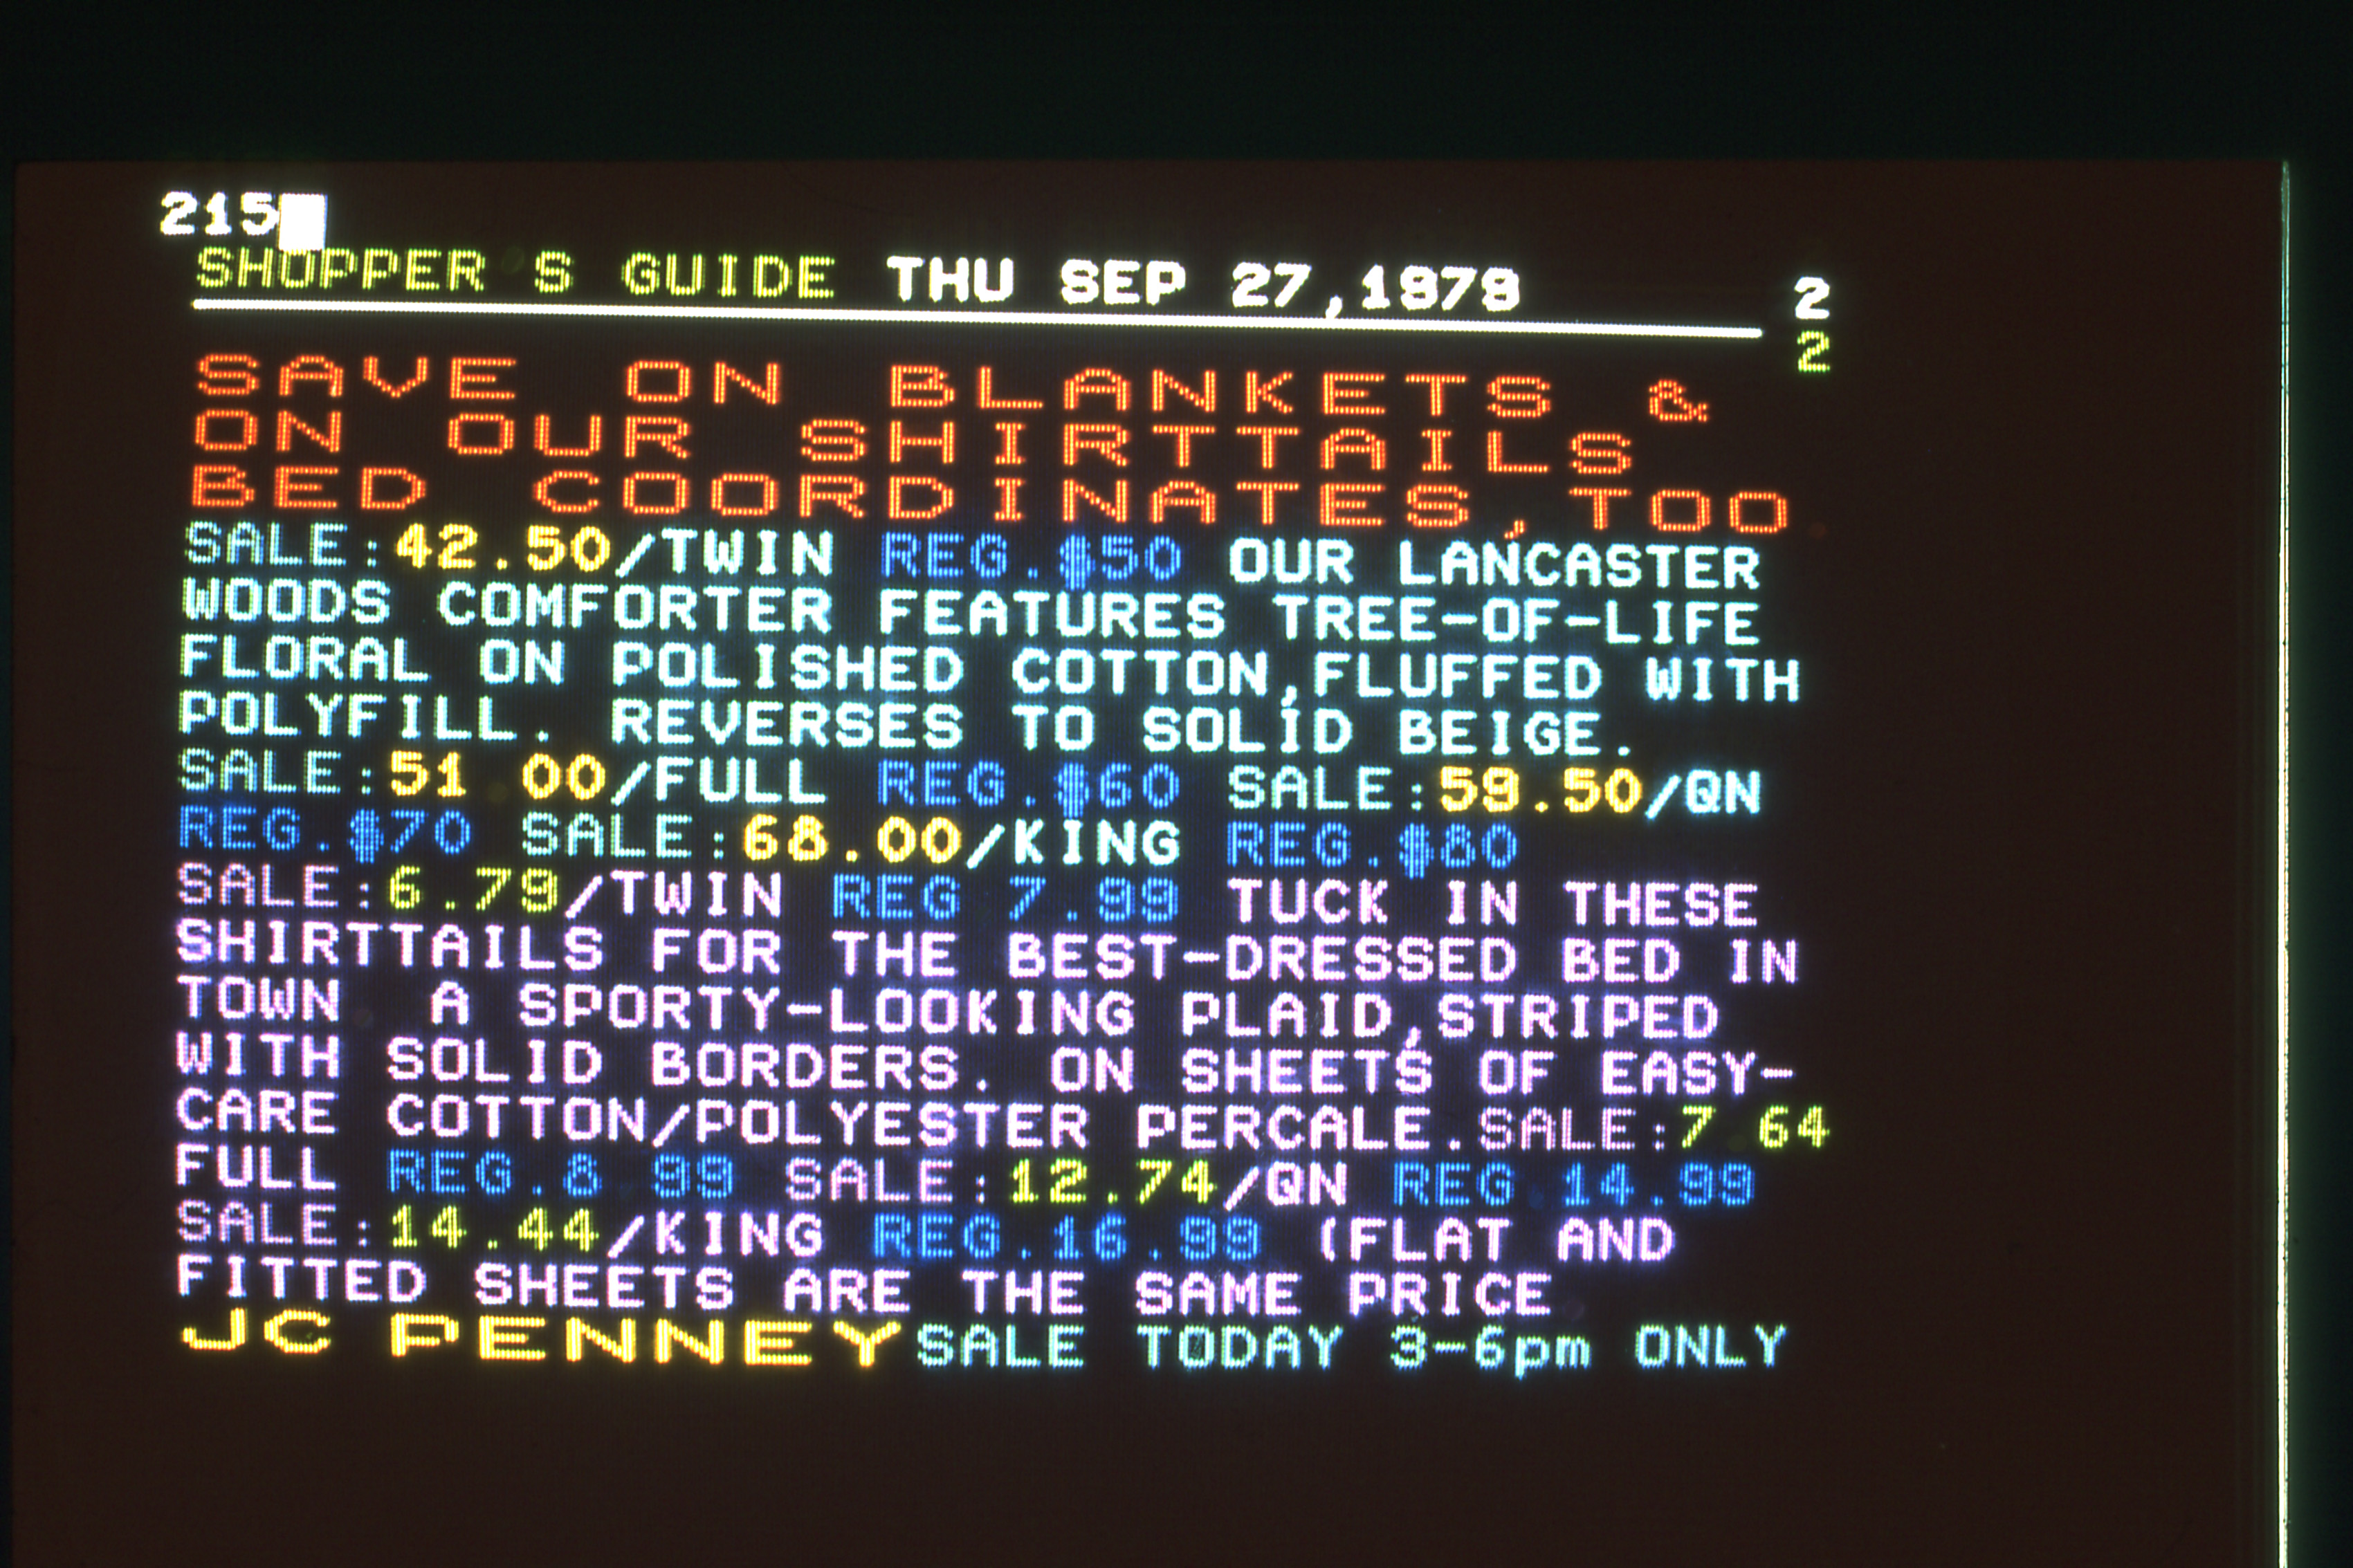 215
SHOPPER S GUIDE THU SEP 27,1979 2
2
SAVE ON BLANKETS &
ON OUR SHIRTTAILS
BED COORDINATES,TOO
SALE:42.50/TWIN REG.$50 OUR LANCASTER
WOODS COMFORTER FEATURES TREE-OF-LIFE
FLORAL ON POLISHED COTTON,FLUFFED WITH
POLYFILL. REVERSES TO SOLID BEIGE.
SALE:51 00/FULL REG.$60 SALE:59.50/QN
REG.$70 SALE:68.00/KING REG.$80
SALE:6.79/TWIN REG 7.99 TUCK IN THESE
SHIRTTAILS FOR THE BEST-DRESSED BED IN
TOWN A SPORTY-LOOKING PLAID,STRIPED
WITH SOLID BORDERS. ON SHEETS OF EASY-
CARE COTTON/POLYESTER PERCALE.SALE:7 64
FULL REG.8 99 SALE:12.74/QN REG 14.99
SALE:14.44/KING REG.16.99 (FLAT AND
FITTED SHEETS ARE THE SAME PRICE
JC PENNEY SALE TODAY 3-6pm ONLY